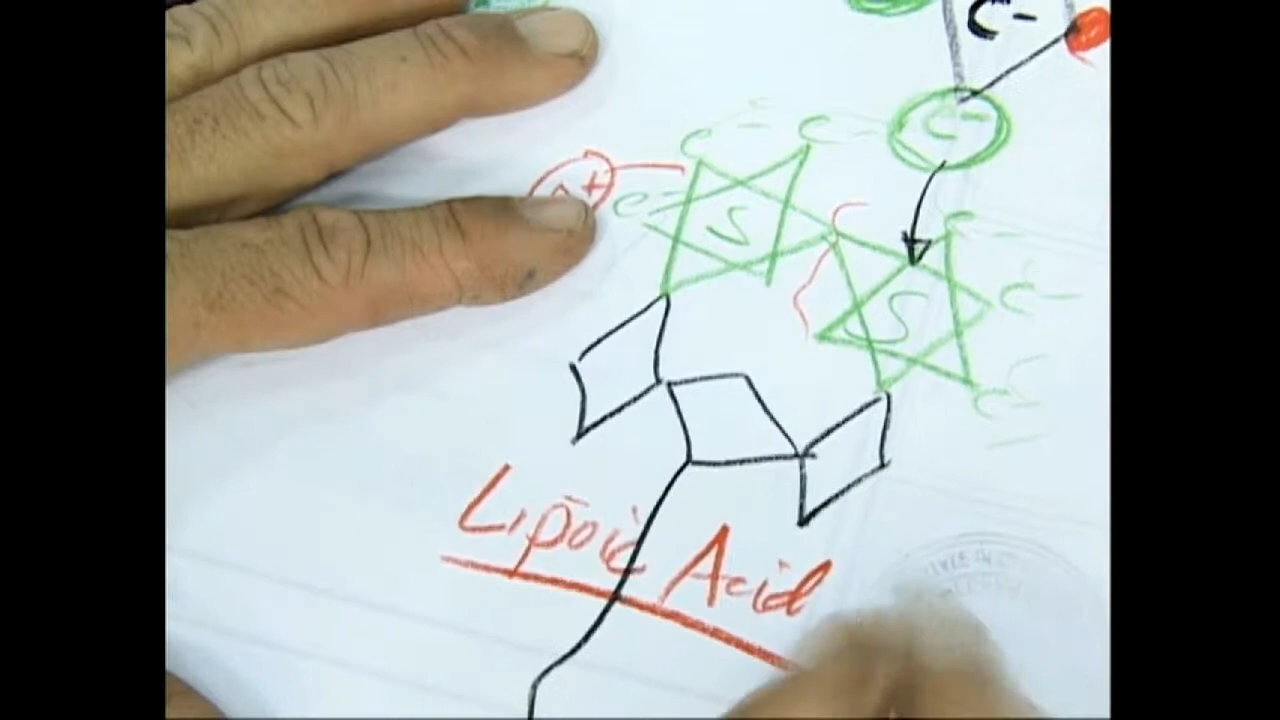 C-
C-
e- C-
e- S C-
S C-
C-
Lipoic Acid